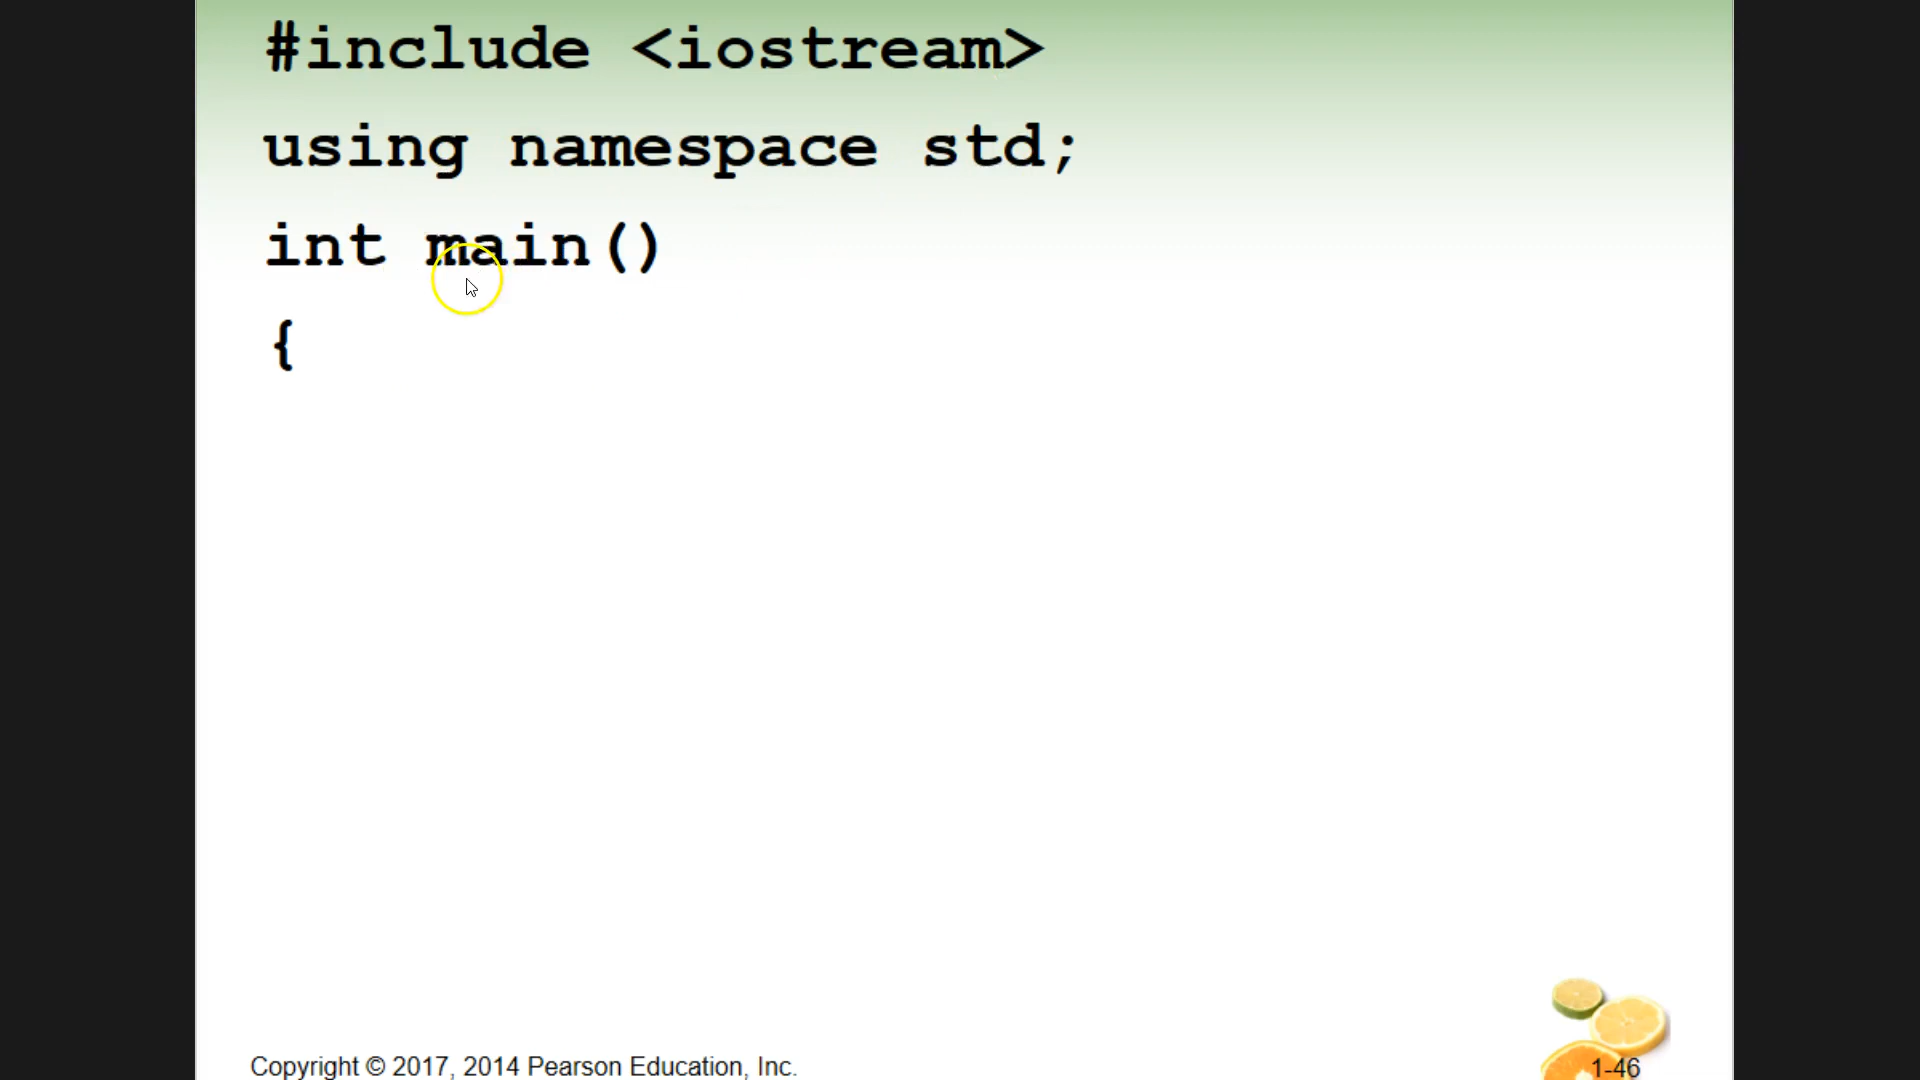 #include <iostream>
using namespace std;
int main()
{
Copyright © 2017, 2014 Pearson Education, Inc.
1-46